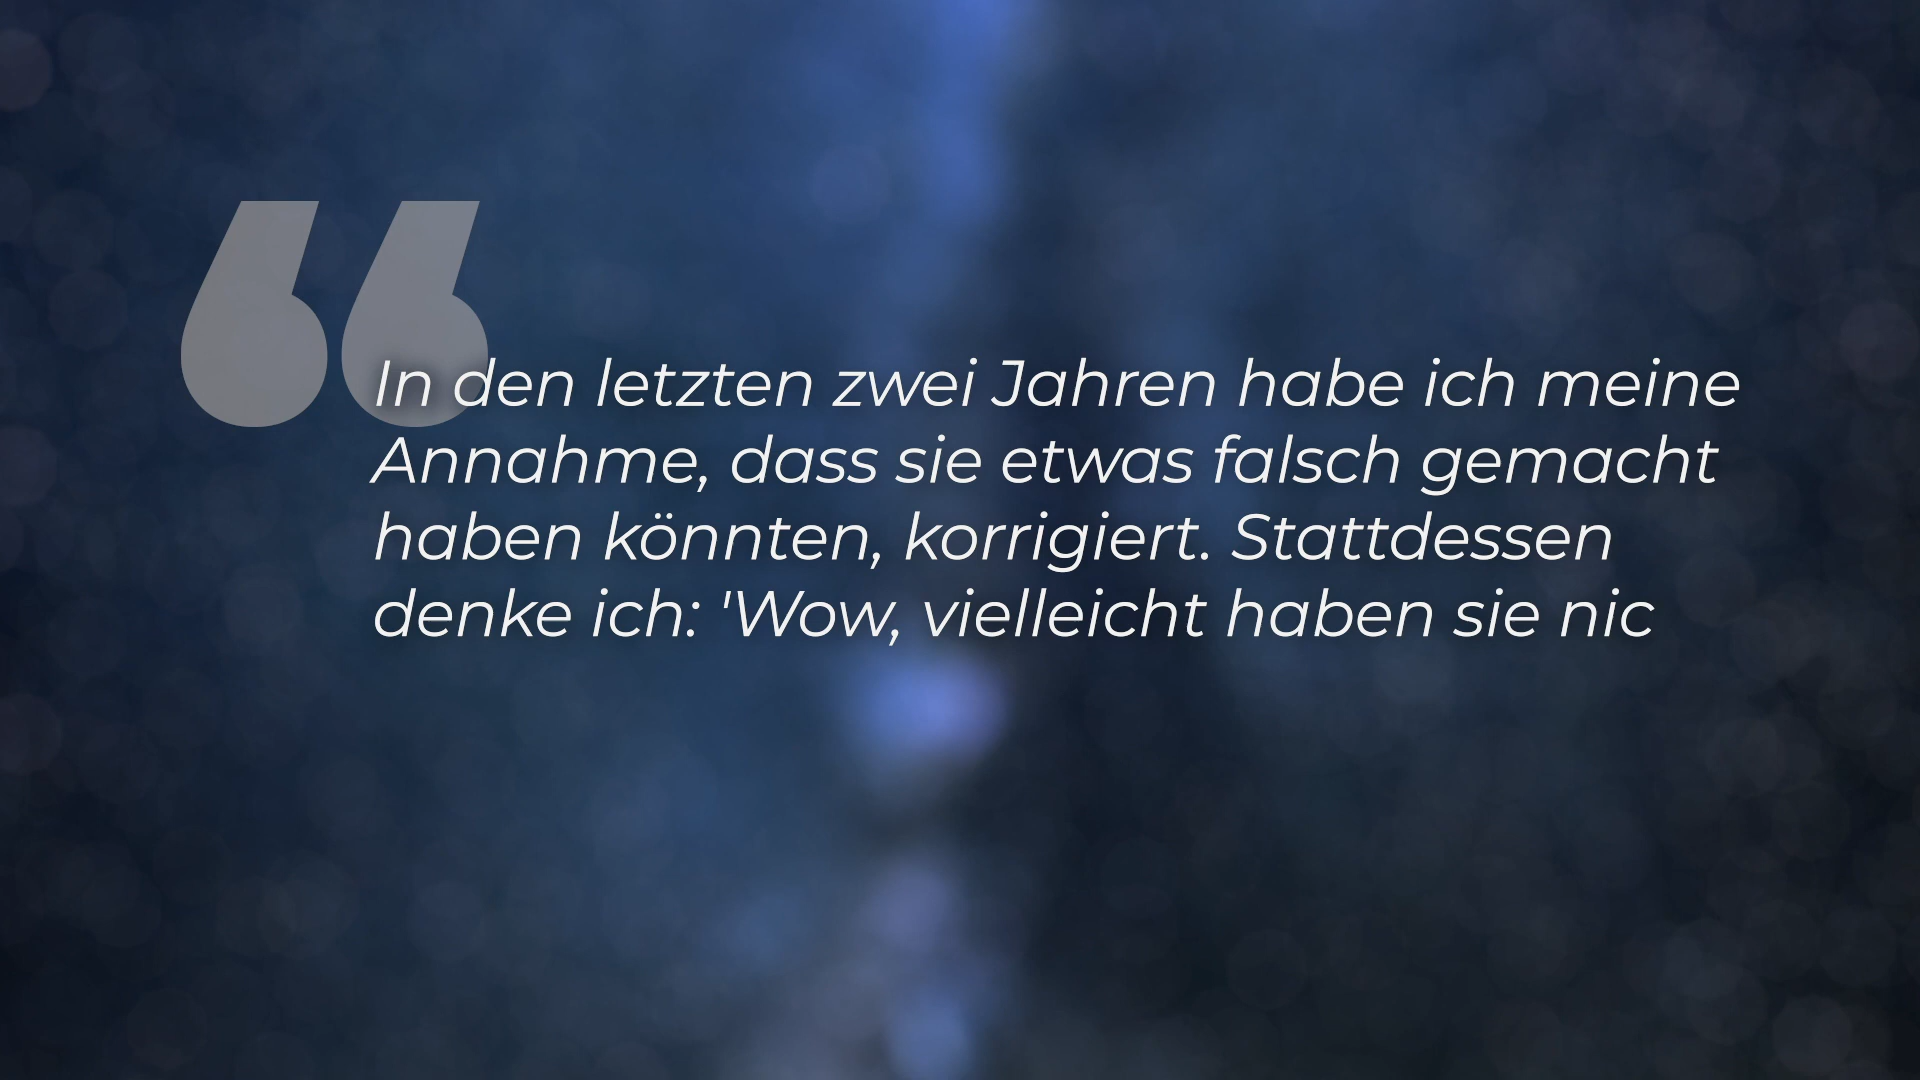 “
In den letzten zwei Jahren habe ich meine
Annahme, dass sie etwas falsch gemacht
haben könnten, korrigiert. Stattdessen
denke ich: 'Wow, vielleicht haben sie nic